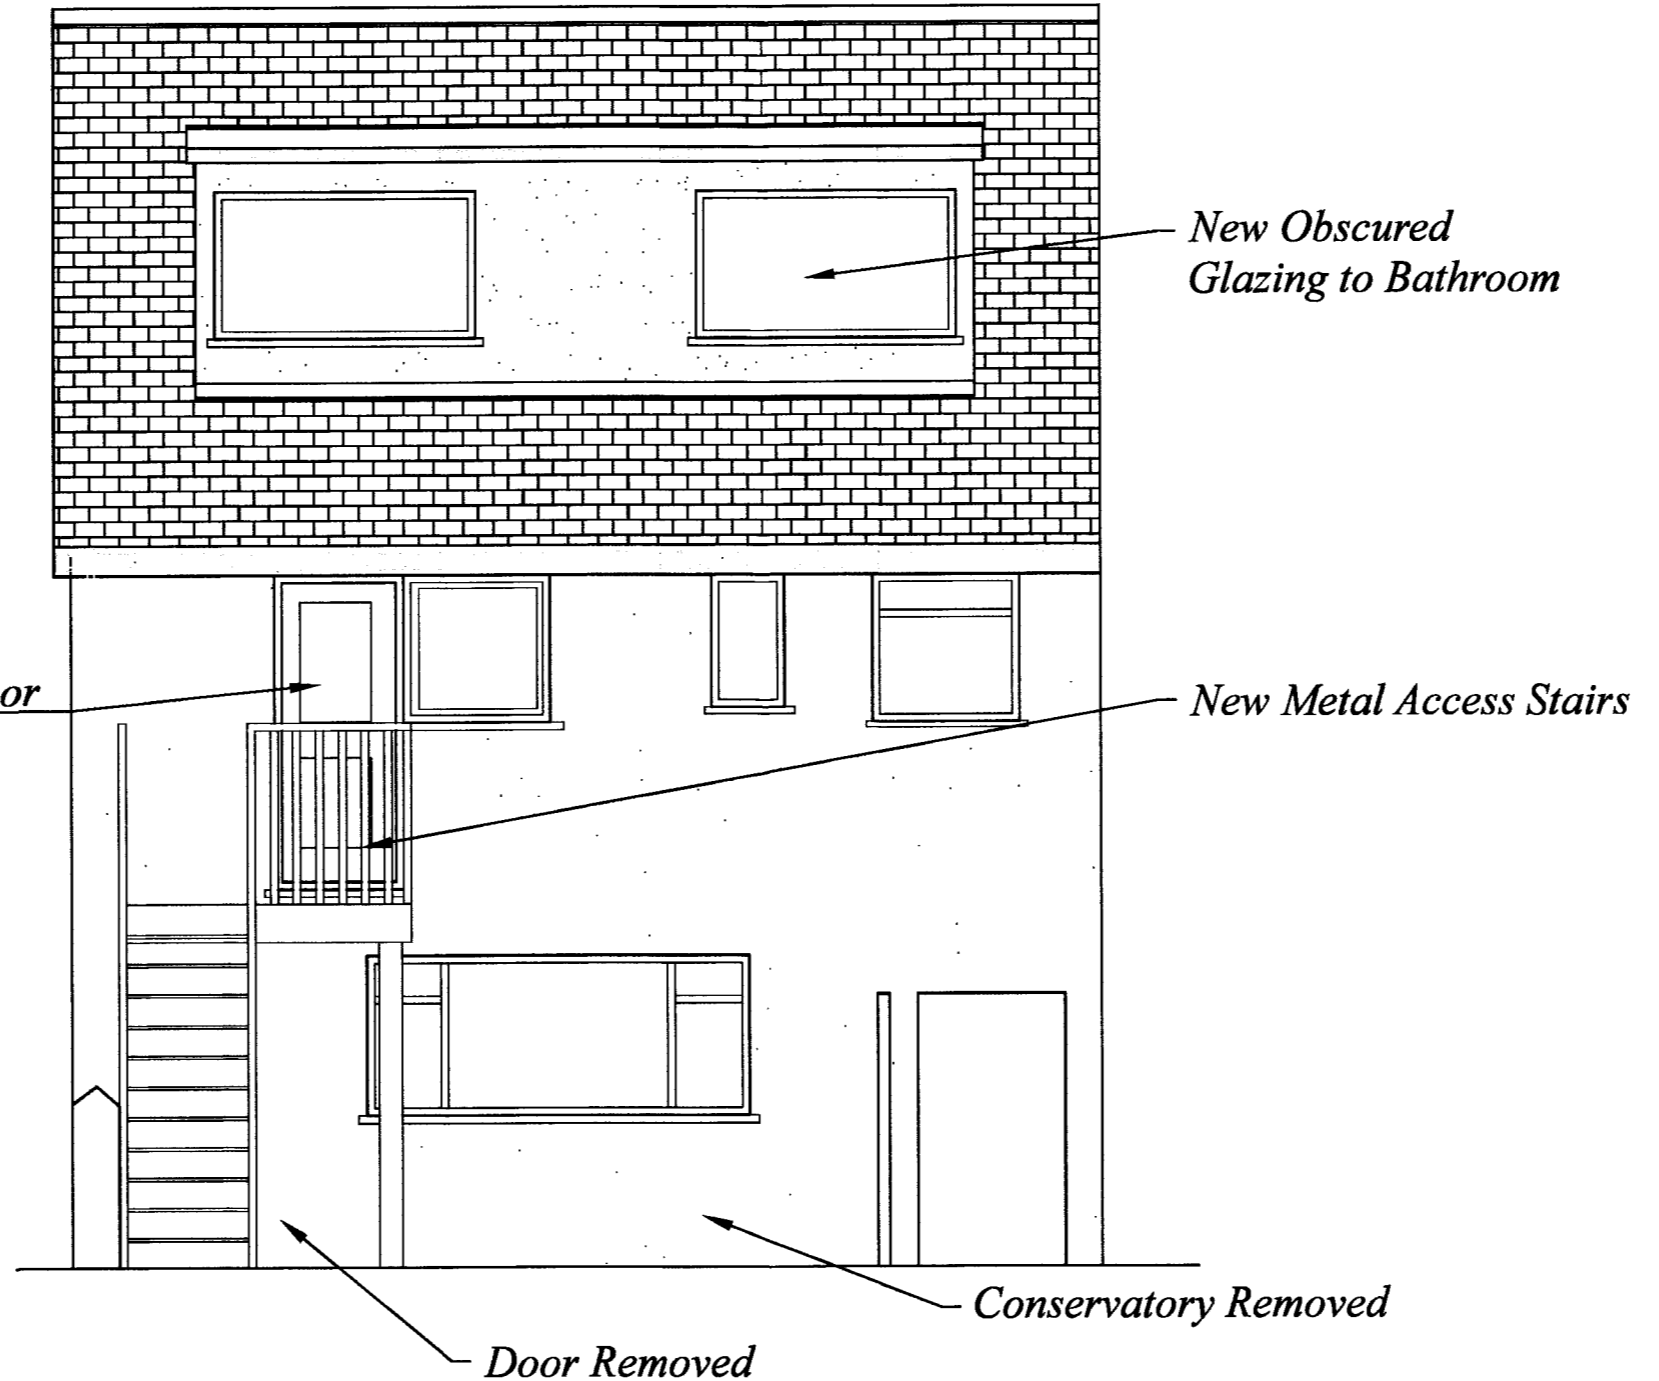 New Obscured
Glazing to Bathroom
or
New Metal Access Stairs
Conservatory Removed
Door Removed